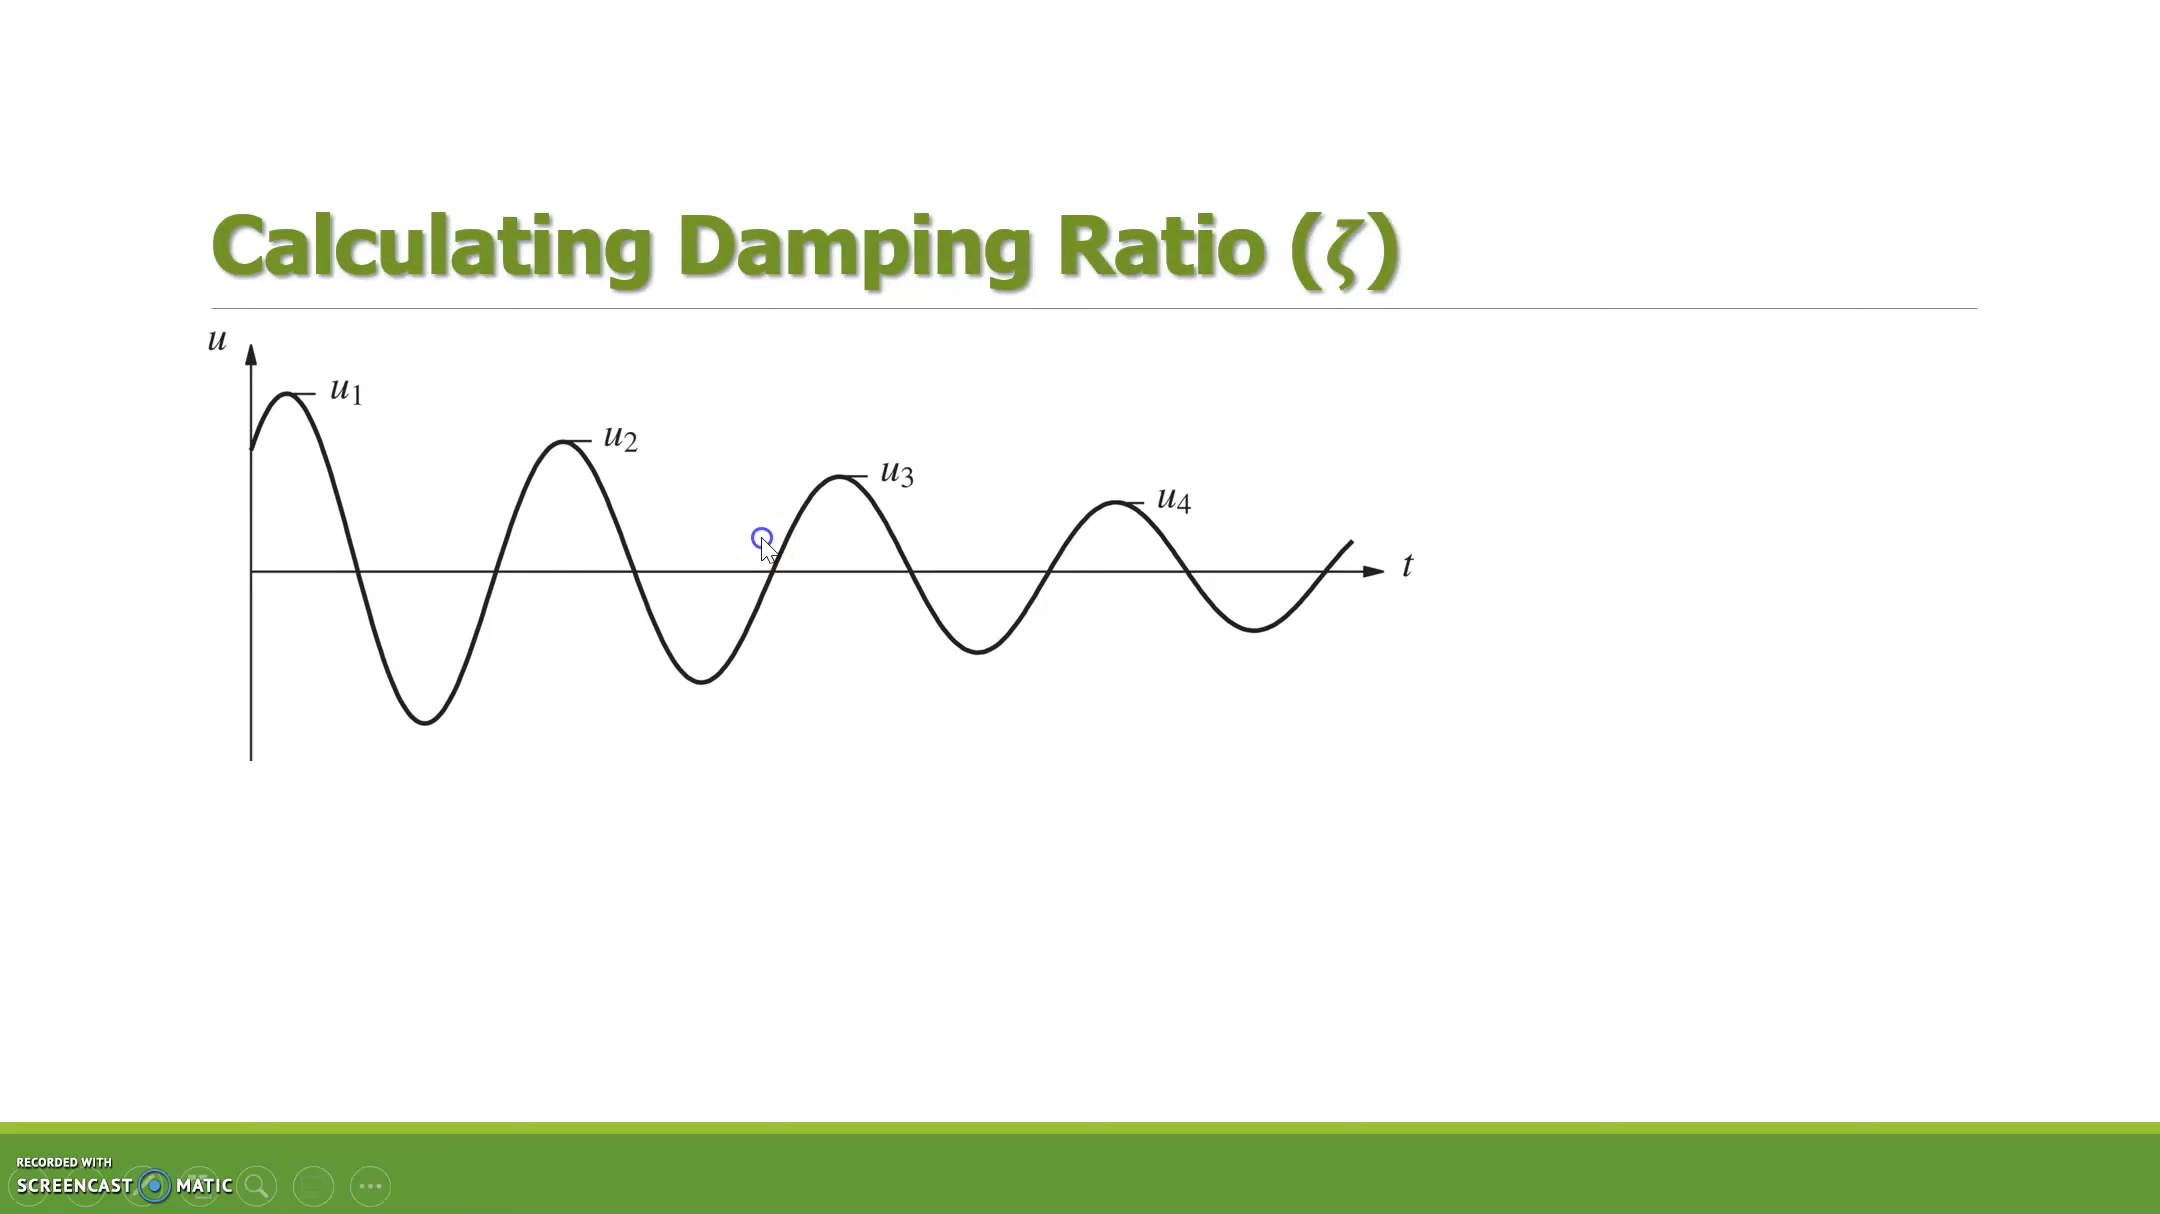 Calculating Damping Ratio (ζ)
u
u1
u2
u3
u4
t
RECORDED WITH
SCREENCAST MATIC